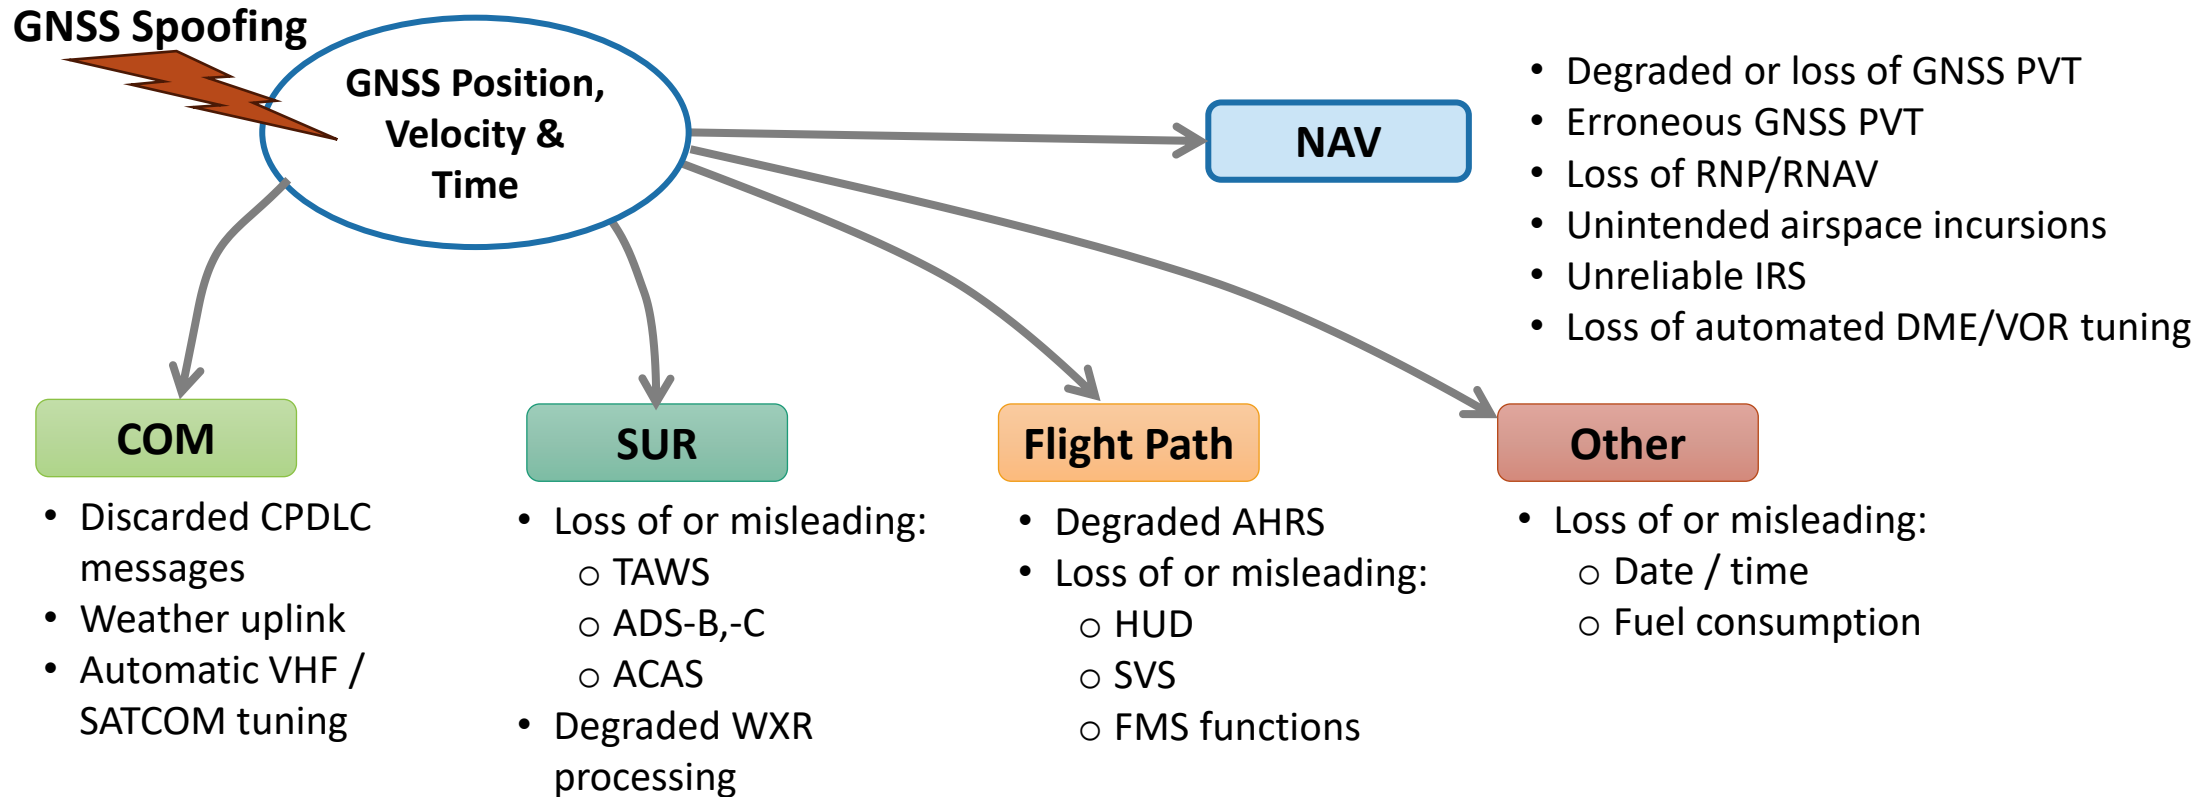 GNSS Spoofing
GNSS Position,
Velocity &
Time
NAV
• Degraded or loss of GNSS PVT
• Erroneous GNSS PVT
• Loss of RNP/RNAV
• Unintended airspace incursions
• Unreliable IRS
• Loss of automated DME/VOR tuning
COM
• Discarded CPDLC
messages
• Weather uplink
• Automatic VHF /
SATCOM tuning
SUR
• Loss of or misleading:
o TAWS
o ADS-B,-C
o ACAS
• Degraded WXR
processing
Flight Path
• Degraded AHRS
• Loss of or misleading:
o HUD
o SVS
o FMS functions
Other
• Loss of or misleading:
o Date / time
o Fuel consumption